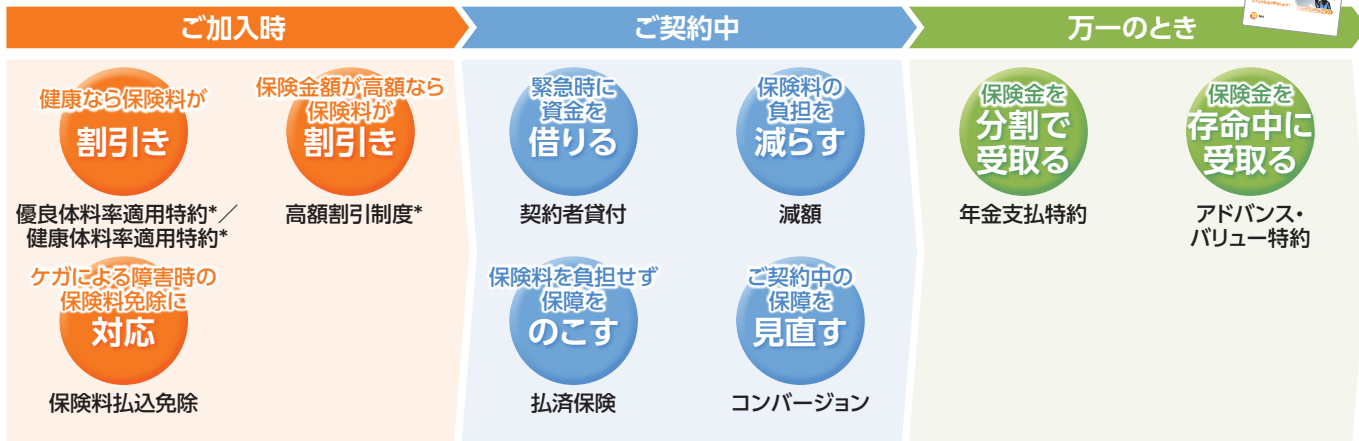 ご加入時
ご契約中
万一のとき
健康なら保険料が
割引き
優良体料率適用特約*／
健康体料率適用特約*
保険金額が高額なら
保険料が
割引き
高額割引制度*
ケガによる障害時の
保険料免除に
対応
保険料払込免除
緊急時に
資金を
借りる
契約者貸付
保険料の
負担を
減らす
減額
保険料を負担せず
保障を
のこす
払済保険
ご契約中の
保障を
見直す
コンバージョン
保険金を
分割で
受取る
年金支払特約
保険金を
存命中に
受取る
アドバンス・
バリュー特約